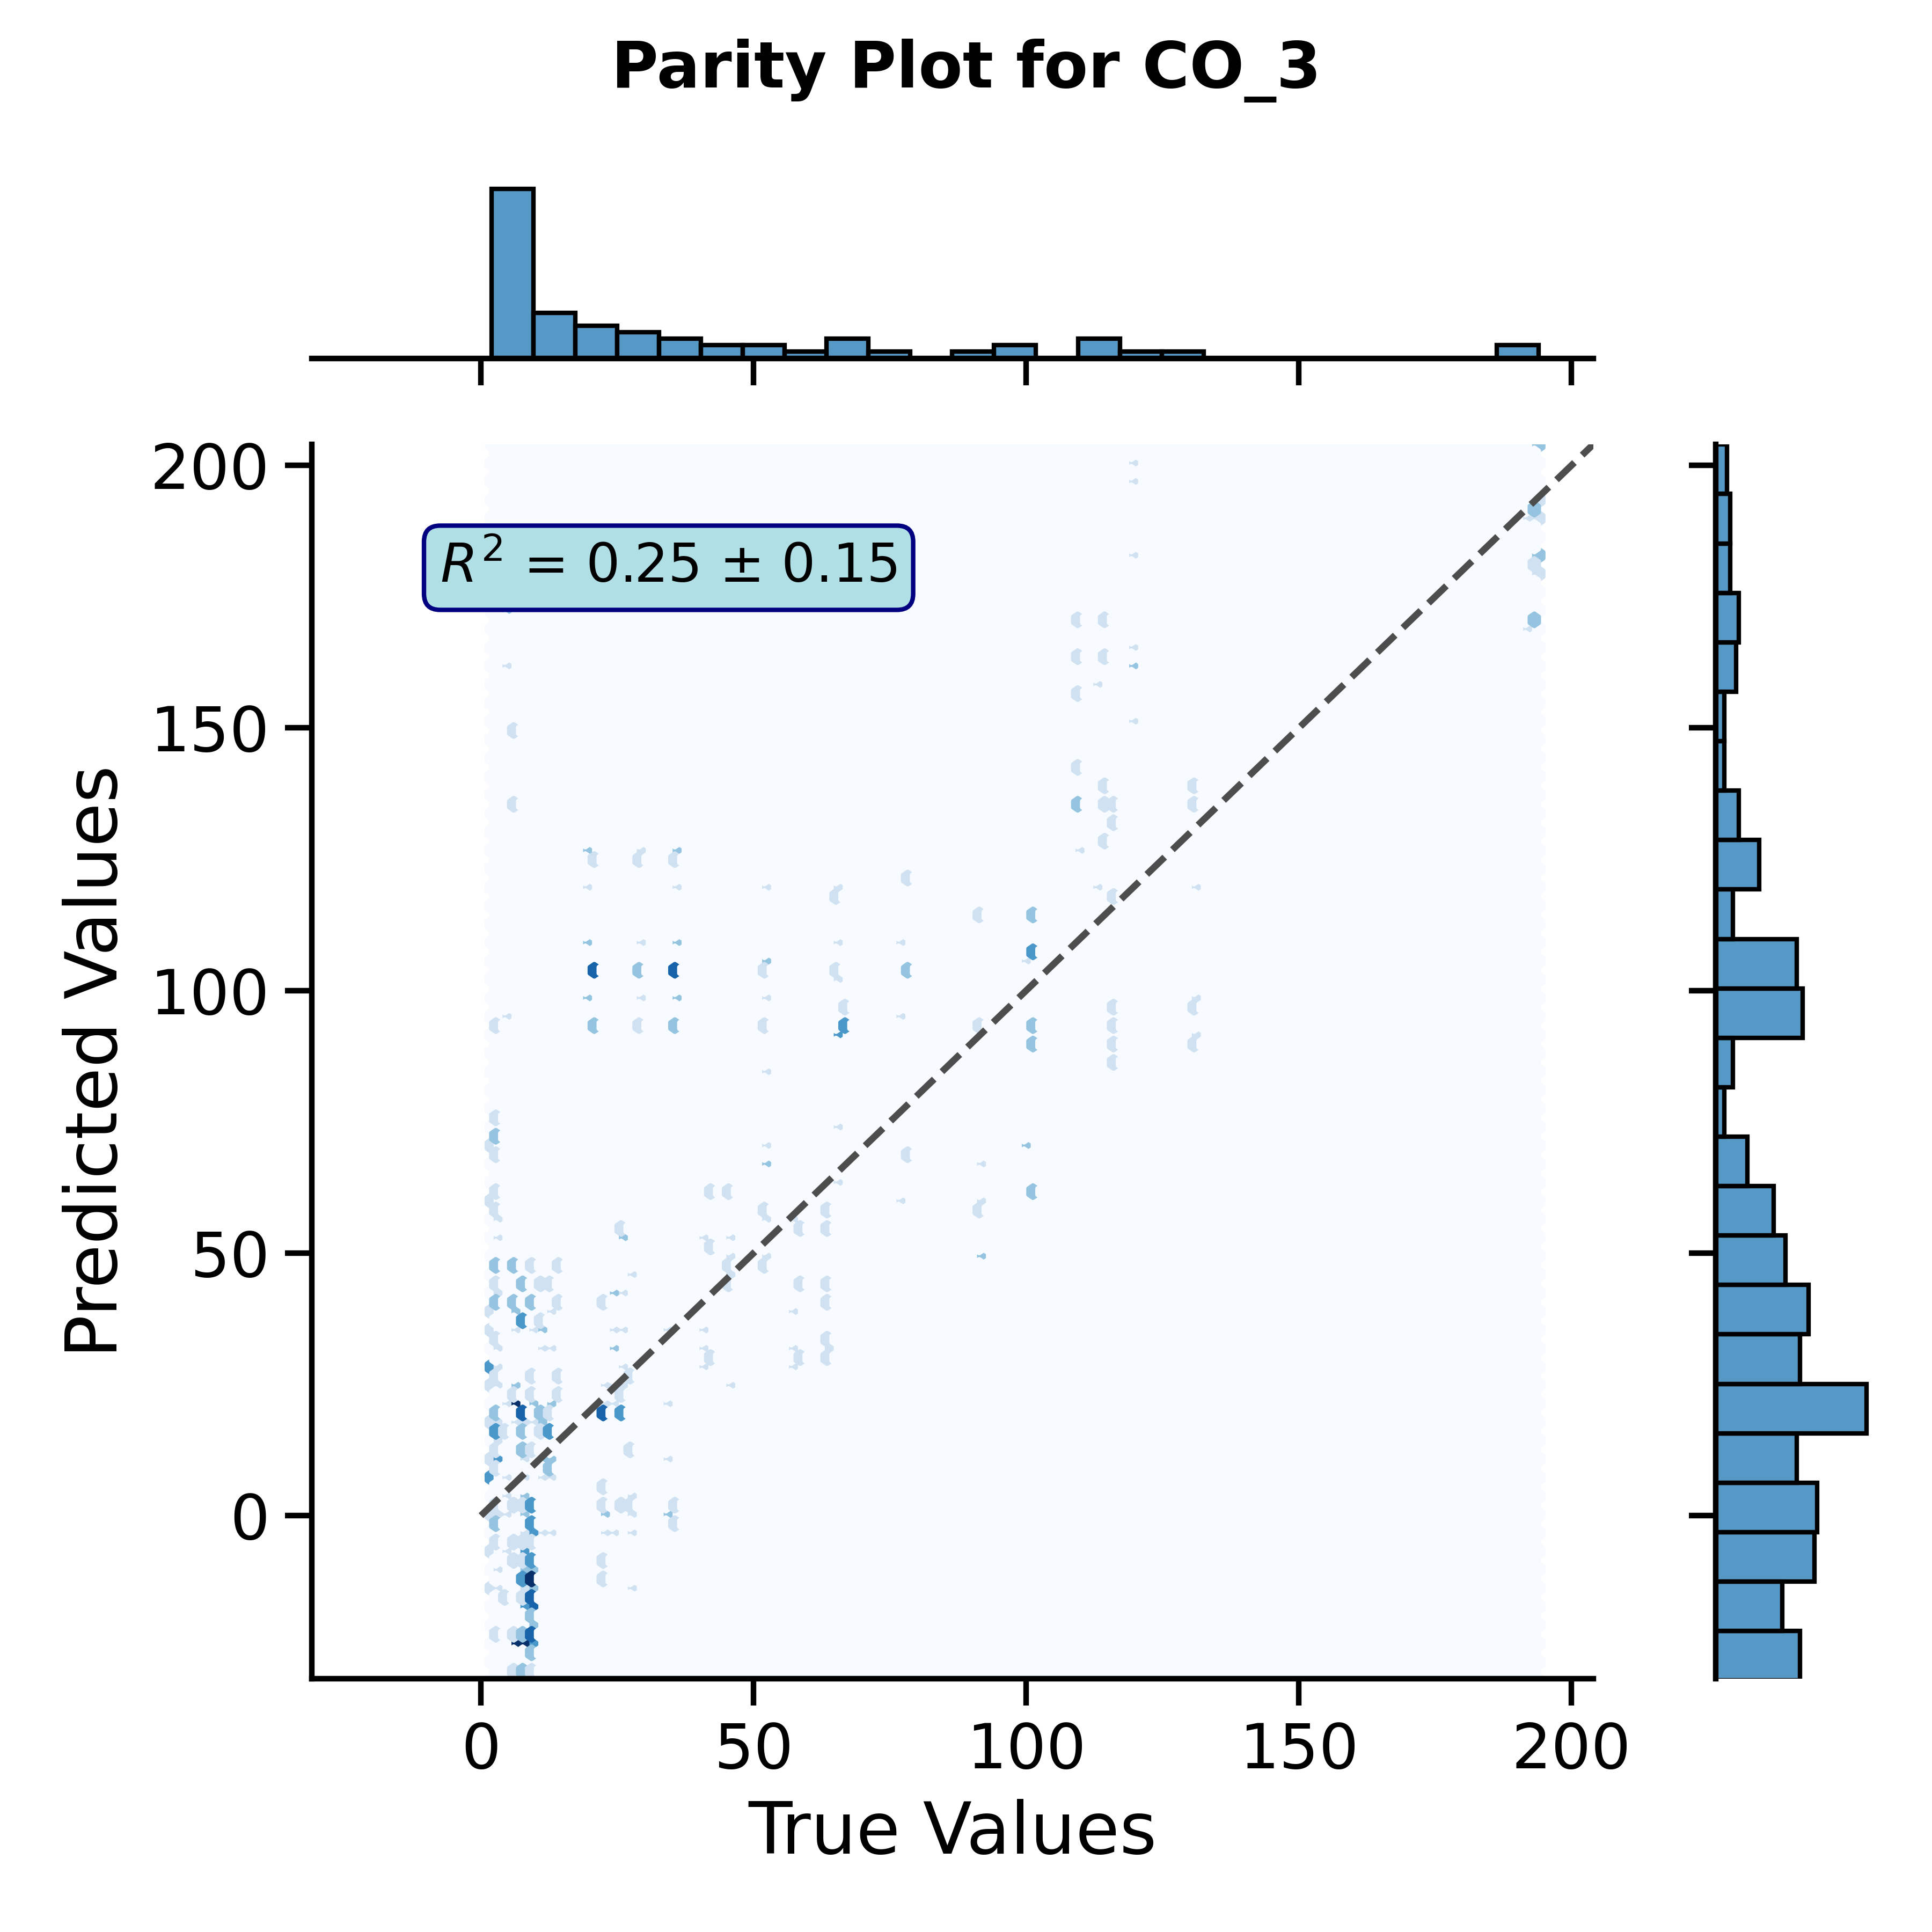 Parity Plot for CO_3
200
R² = 0.25 ± 0.15
150
100
50
0
Predicted Values
0 50 100 150 200
True Values